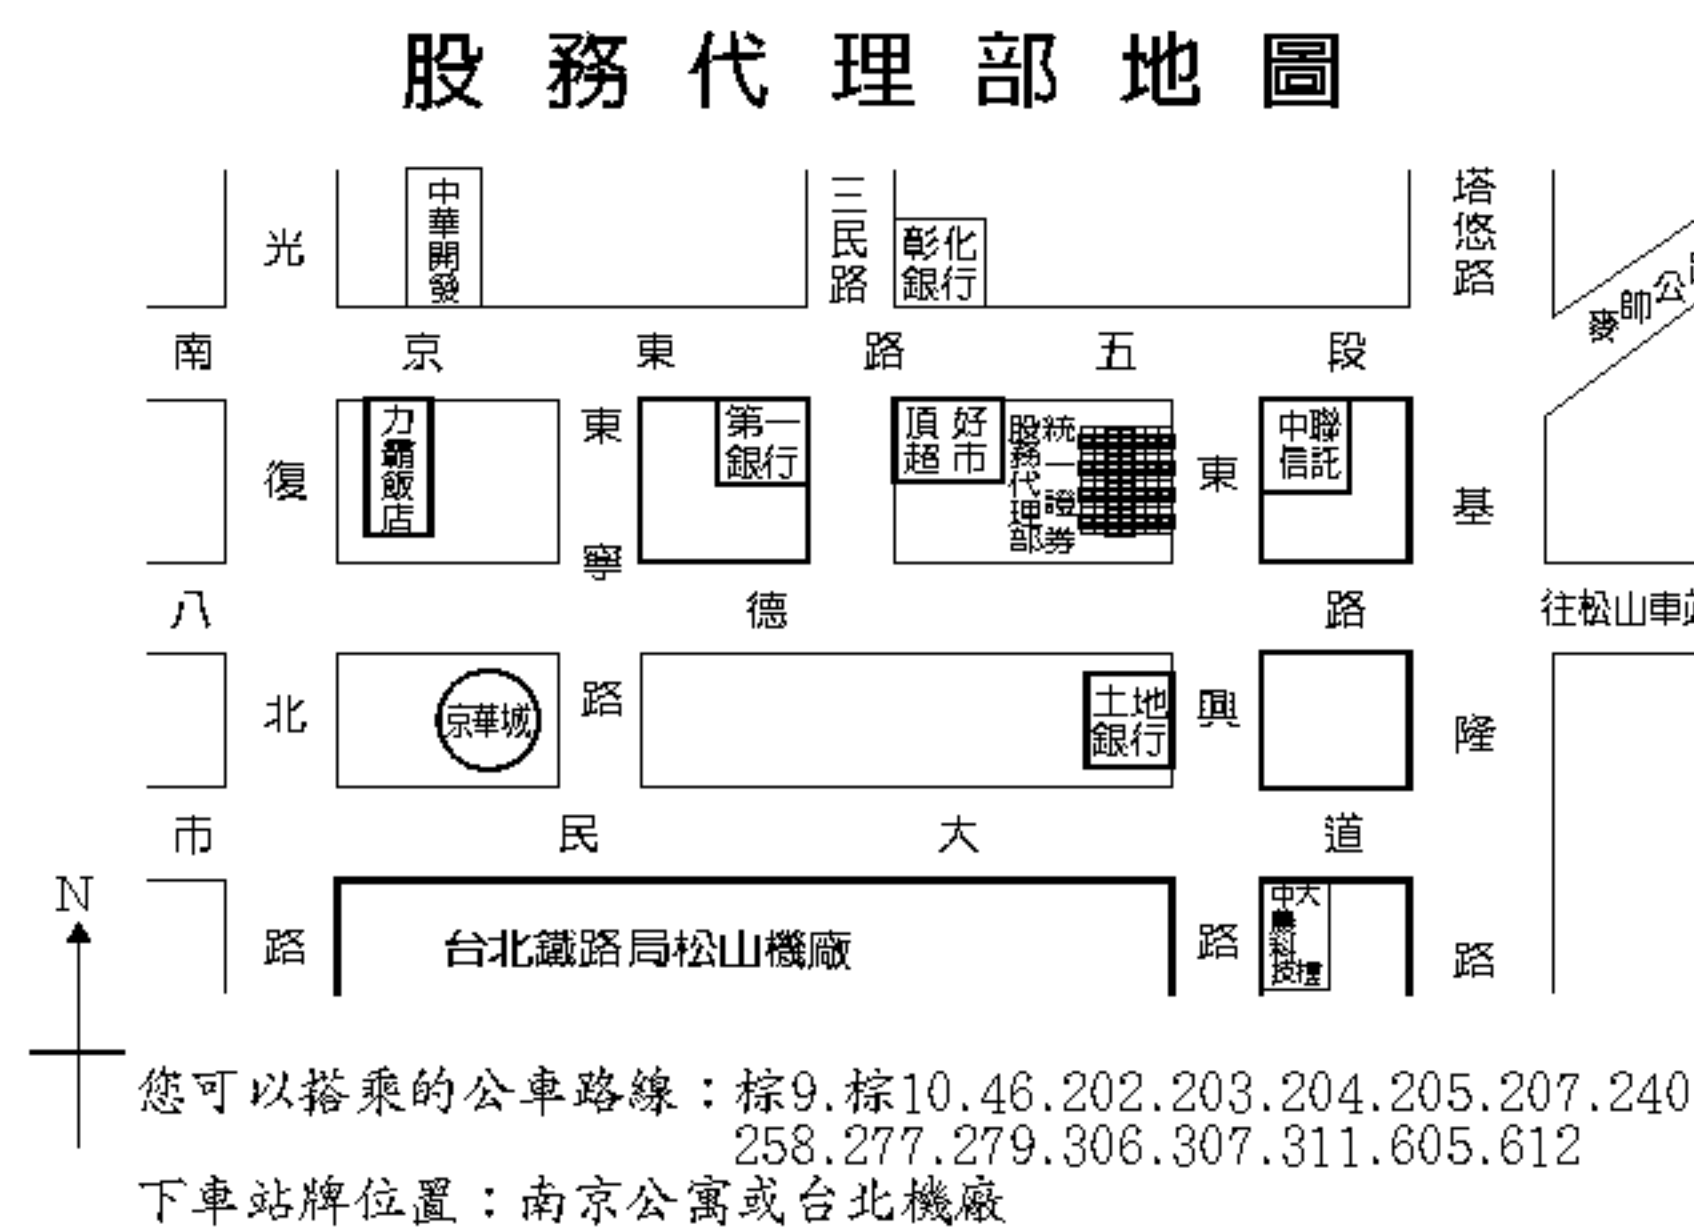 股務代理部地圖
中華開發
三民路
彰化
銀行
塔悠路
麥帥公
南京東路五段
力霸飯店
第一
銀行
頂好
超市
統一證券
股務代理部
中聯
信託
光復北路
東寧路
東興路
基隆路
八德路
往松山車
京華城
土地
銀行
市民大道
台北鐵路局松山機廠
N
您可以搭乘的公車路線：棕9.棕10.46.202.203.204.205.207.240
258.277.279.306.307.311.605.612
下車站牌位置：南京公寓或台北機廠